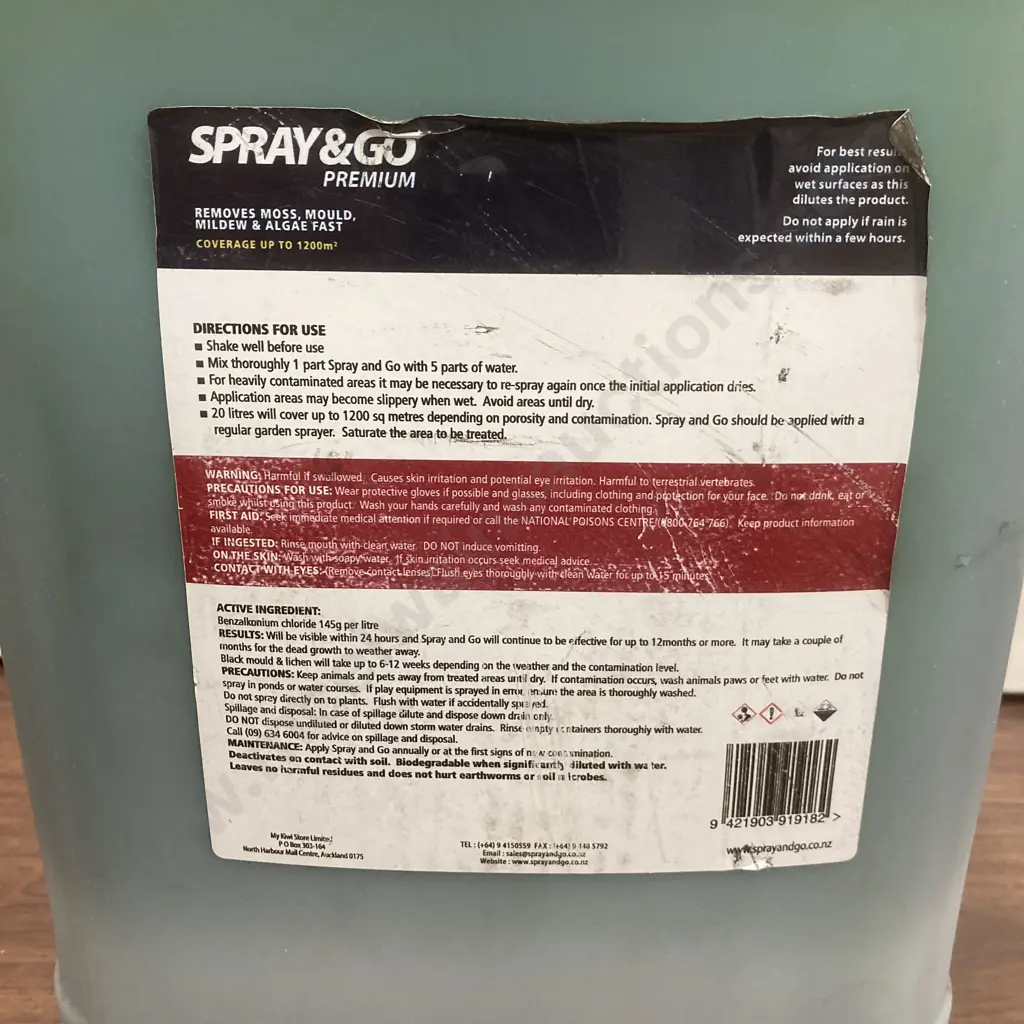 SPRAY&GO
PREMIUM
REMOVES MOSS, MOULD,
MILDEW & ALGAE FAST
COVERAGE UP TO 1200m²
For best resu
avoid application on
wet surfaces as this
dilutes the product.
Do not apply if rain is
expected within a few hours.
DIRECTIONS FOR USE
■ Shake well before use
■ Mix thoroughly 1 part Spray and Go with 5 parts of water.
■ For heavily contaminated areas it may be necessary to re-spray again once the initial application dries.
■ Application areas may become slippery when wet. Avoid areas until dry.
■ 20 litres will cover up to 1200 sq metres depending on porosity and contamination. Spray and Go should be applied with a
regular garden sprayer. Saturate the area to be treated.
WARNING: Harmful if swallowed. Causes skin irritation and potential eye irritation. Harmful to terrestrial vertebrates.
PRECAUTIONS FOR USE: Wear protective gloves if possible and glasses, including clothing and protection for your face. Do not drink, eat or
smoke whilst using this product. Wash your hands carefully and wash any contaminated clothing.
FIRST AID: Seek immediate medical attention if required or call the NATIONAL POISONS CENTRE (0800 764 766). Keep product information
available.
IF INGESTED: Rinse mouth with clean water. DO NOT induce vomitting.
ON THE SKIN: Wash with soapy water. If skin irritation occurs seek medical advice.
CONTACT WITH EYES: (Remove contact lenses) Flush eyes thoroughly with clean water for up to 15 minutes.
ACTIVE INGREDIENT:
Benzalkonium chloride 145g per litre
RESULTS: Will be visible within 24 hours and Spray and Go will continue to be effective for up to 12months or more. It may take a couple of
months for the dead growth to weather away.
Black mould & lichen will take up to 6-12 weeks depending on the weather and the contamination level.
PRECAUTIONS: Keep animals and pets away from treated areas until dry. If contamination occurs, wash animals paws or feet with water. Do not
spray in ponds or water courses. If play equipment is sprayed in error, ensure the area is thoroughly washed.
Do not spray directly on to plants. Flush with water if accidentally sprayed.
Spillage and disposal: In case of spillage dilute and dispose down drain only.
DO NOT dispose undiluted or diluted down storm water drains. Rinse empty containers thoroughly with water.
Call (09) 634 6004 for advice on spillage and disposal.
MAINTENANCE: Apply Spray and Go annually or at the first signs of new contamination.
Deactivates on contact with soil. Biodegradable when significantly diluted with water.
Leaves no harmful residues and does not hurt earthworms or soil microbes.
9 421903 919182 >
My Kiwi Store Limited
P O Box 303-164
North Harbour Mail Centre, Auckland 0175
TEL : (+64) 9 4150559 FAX : (+64) 9 448 5792
Email : sales@sprayandgo.co.nz
Website : www.sprayandgo.co.nz
www.sprayandgo.co.nz